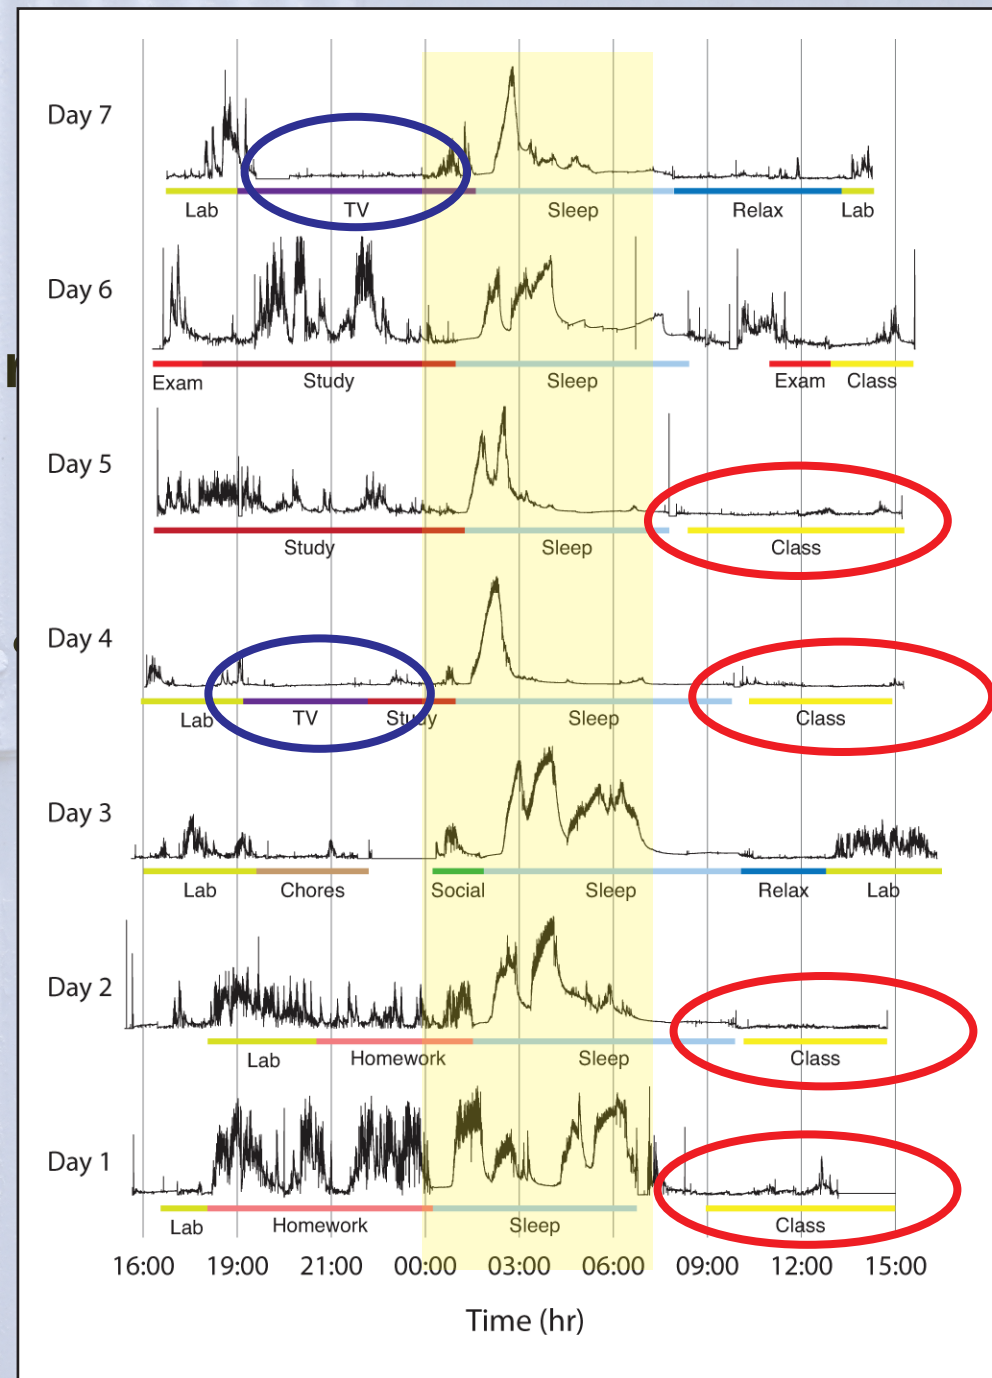 Day 7
Lab TV Sleep Relax Lab
Day 6
Exam Study Sleep Exam Class
Day 5
Study Sleep Class
Day 4
Lab TV Study Sleep Class
Day 3
Lab Chores Social Sleep Relax Lab
Day 2
Lab Homework Sleep Class
Day 1
Lab Homework Sleep Class
16:00 19:00 21:00 00:00 03:00 06:00 09:00 12:00 15:00
Time (hr)